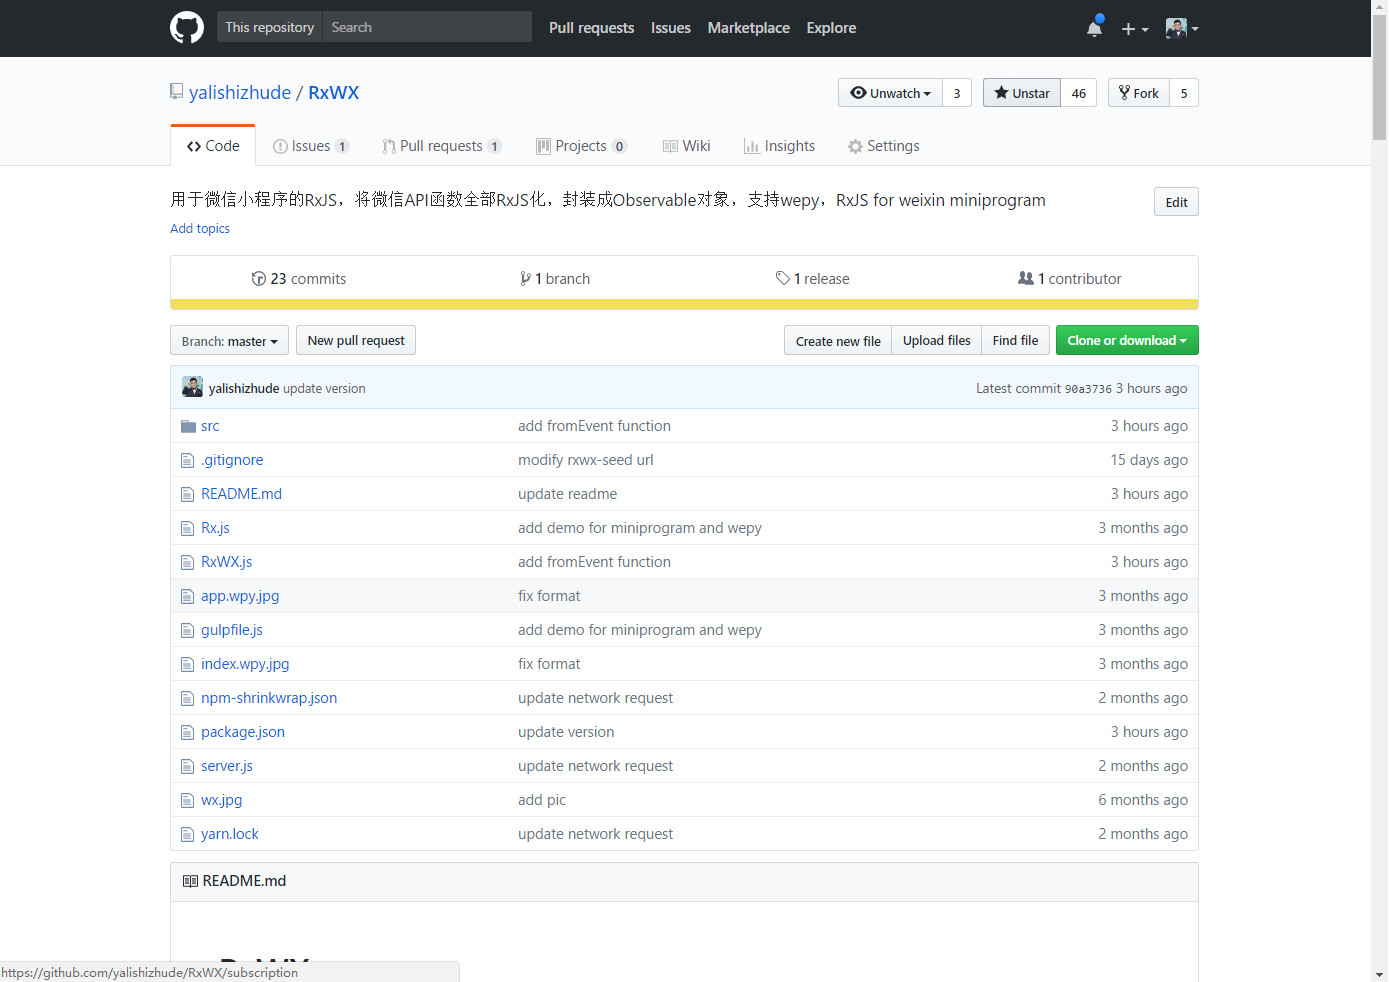 This repository Search Pull requests Issues Marketplace Explore
yalishizhude / RxWX Unwatch 3 Unstar 46 Fork 5
Code Issues 1 Pull requests 1 Projects 0 Wiki Insights Settings
用于微信小程序的RxJS，将微信API函数全部RxJS化，封装成Observable对象，支持wepy，RxJS for weixin miniprogram Edit
Add topics
23 commits 1 branch 1 release 1 contributor
Branch: master New pull request Create new file Upload files Find file Clone or download
yalishizhude update version Latest commit 90a3736 3 hours ago
src add fromEvent function 3 hours ago
.gitignore modify rxwx-seed url 15 days ago
README.md update readme 3 hours ago
Rx.js add demo for miniprogram and wepy 3 months ago
RxWX.js add fromEvent function 3 hours ago
app.wpy.jpg fix format 3 months ago
gulpfile.js add demo for miniprogram and wepy 3 months ago
index.wpy.jpg fix format 3 months ago
npm-shrinkwrap.json update network request 2 months ago
package.json update version 3 hours ago
server.js update network request 2 months ago
wx.jpg add pic 6 months ago
yarn.lock update network request 2 months ago
README.md
RxWX
https://github.com/yalishizhude/RxWX/subscription